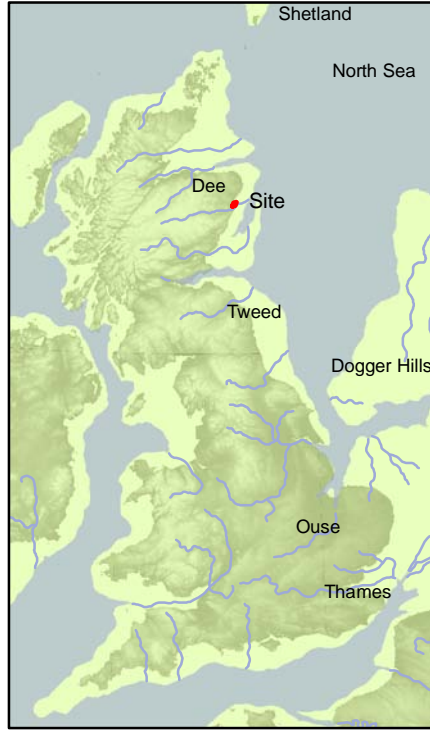 Shetland
North Sea
Dee
Site
Tweed
Dogger Hills
Ouse
Thames